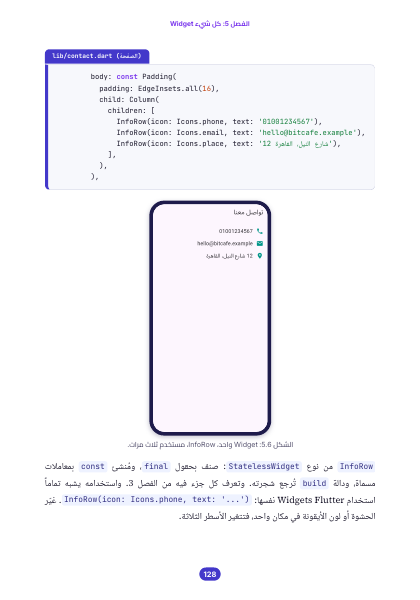 الفصل 5: كل شيء Widget
lib/contact.dart (الصفحة)
body: const Padding(
padding: EdgeInsets.all(16),
child: Column(
children: [
InfoRow(icon: Icons.phone, text: '01001234567'),
InfoRow(icon: Icons.email, text: 'hello@bitcafe.example'),
InfoRow(icon: Icons.place, text: '12 شارع النيل، القاهرة'),
],
),
),
تواصل معنا
01001234567
hello@bitcafe.example
12 شارع النيل، القاهرة
الشكل 5.6: Widget واحد، InfoRow، مستخدم ثلاث مرات.
InfoRow من نوع StatelessWidget: صنف بحقول final، ومُنشئ const بمعاملات
مسماة، ودالة build تُرجع شجرته. وتعرف كل جزء فيه من الفصل 3. واستخدامه يشبه تماماً
استخدام Widgets Flutter نفسها: InfoRow(icon: Icons.phone, text: '...'). غيّر
الحشوة أو لون الأيقونة في مكان واحد، فتتغير الأسطر الثلاثة.
128